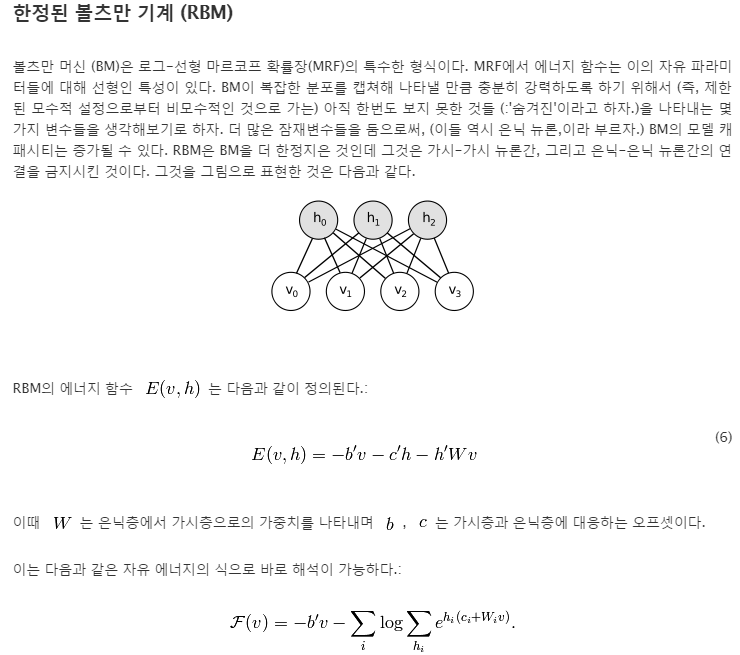 한정된 볼츠만 기계 (RBM)
볼츠만 머신 (BM)은 로그-선형 마르코프 확률장(MRF)의 특수한 형식이다. MRF에서 에너지 함수는 이의 자유 파라미
터들에 대해 선형인 특성이 있다. BM이 복잡한 분포를 캡쳐해 나타낼 만큼 충분히 강력하도록 하기 위해서 (즉, 제한
된 모수적 설정으로부터 비모수적인 것으로 가는) 아직 한번도 보지 못한 것들 (:'숨겨진'이라고 하자.)을 나타내는 몇
가지 변수들을 생각해보기로 하자. 더 많은 잠재변수들을 둠으로써, (이들 역시 은닉 뉴론,이라 부르자.) BM의 모델 캐
패시티는 증가될 수 있다. RBM은 BM을 더 한정지은 것인데 그것은 가시-가시 뉴론간, 그리고 은닉-은닉 뉴론간의 연
결을 금지시킨 것이다. 그것을 그림으로 표현한 것은 다음과 같다.
h₀ h₁ h₂
v₀ v₁ v₂ v₃
RBM의 에너지 함수 E(v, h) 는 다음과 같이 정의된다.:
(6)
E(v, h) = −b′v − c′h − h′Wv
이때 W 는 은닉층에서 가시층으로의 가중치를 나타내며 b , c 는 가시층과 은닉층에 대응하는 오프셋이다.
이는 다음과 같은 자유 에너지의 식으로 바로 해석이 가능하다.:
ℱ(v) = −b′v − ∑_i log ∑_{h_i} e^{h_i(c_i+W_i v)}.